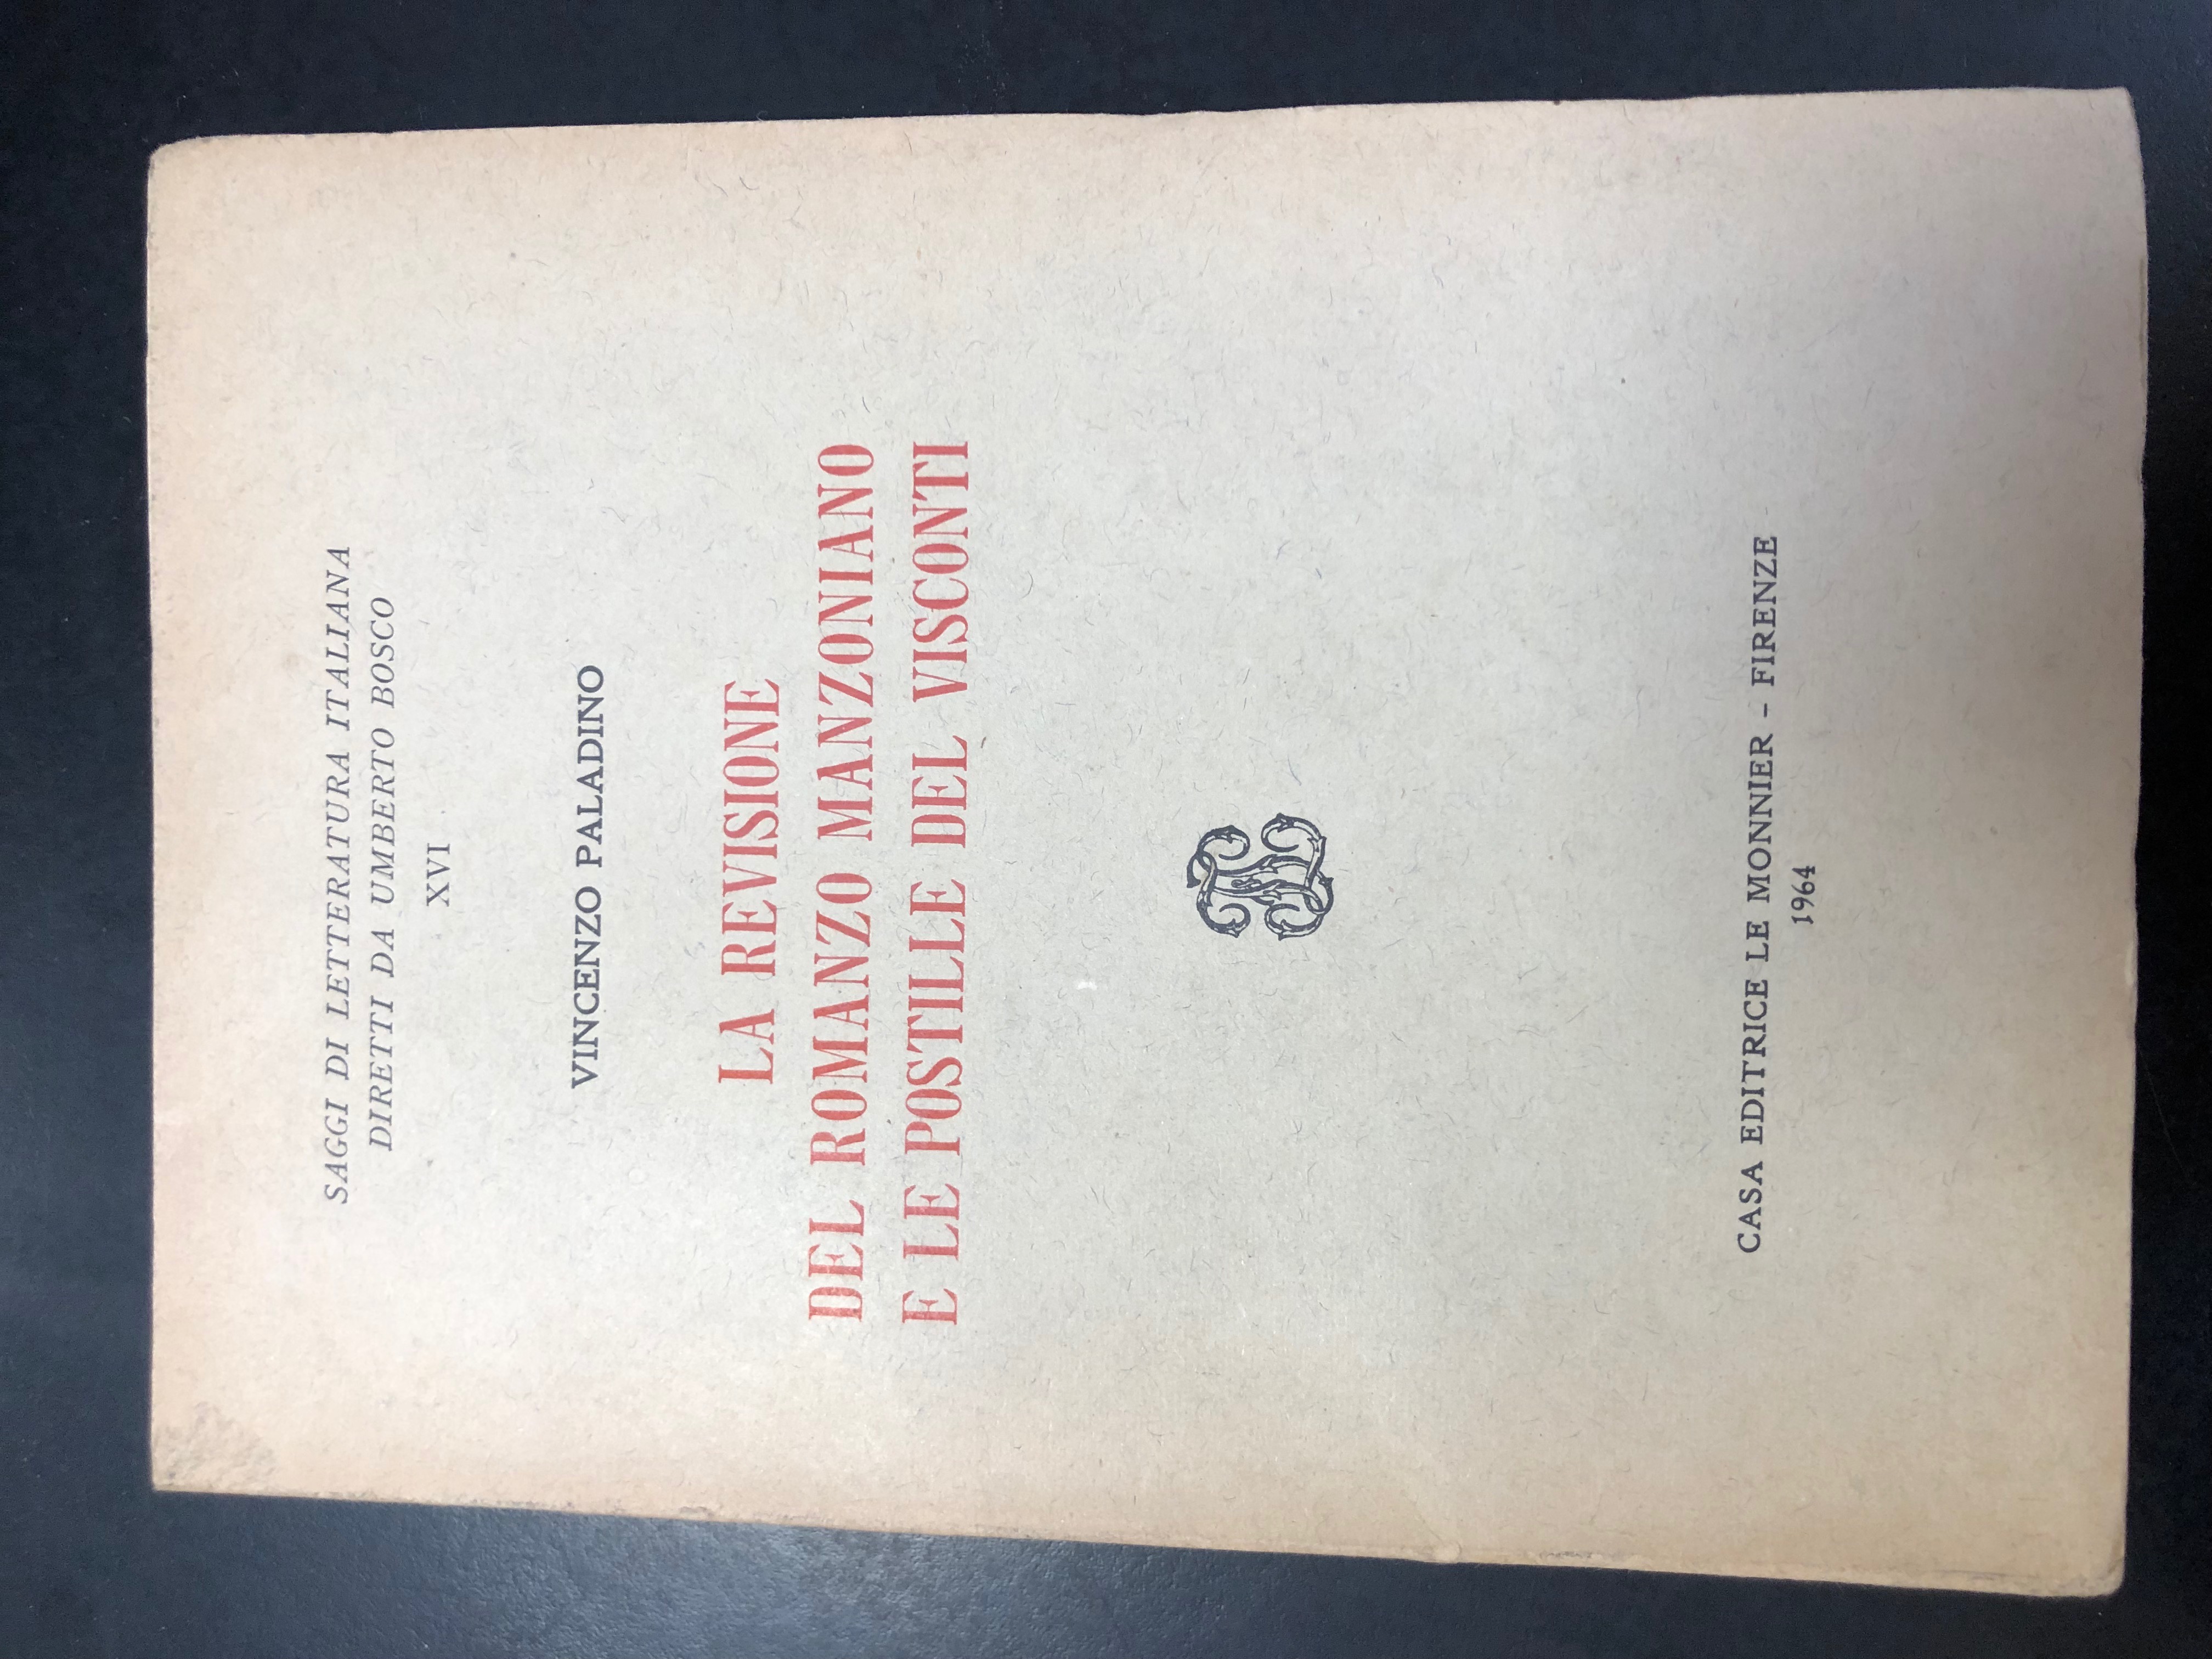 SAGGI DI LETTERATURA ITALIANA
DIRETTI DA UMBERTO BOSCO
XVI
VINCENZO PALADINO
LA REVISIONE
DEL ROMANZO MANZONIANO
E LE POSTILLE DEL VISCONTI
CASA EDITRICE LE MONNIER - FIRENZE
1964